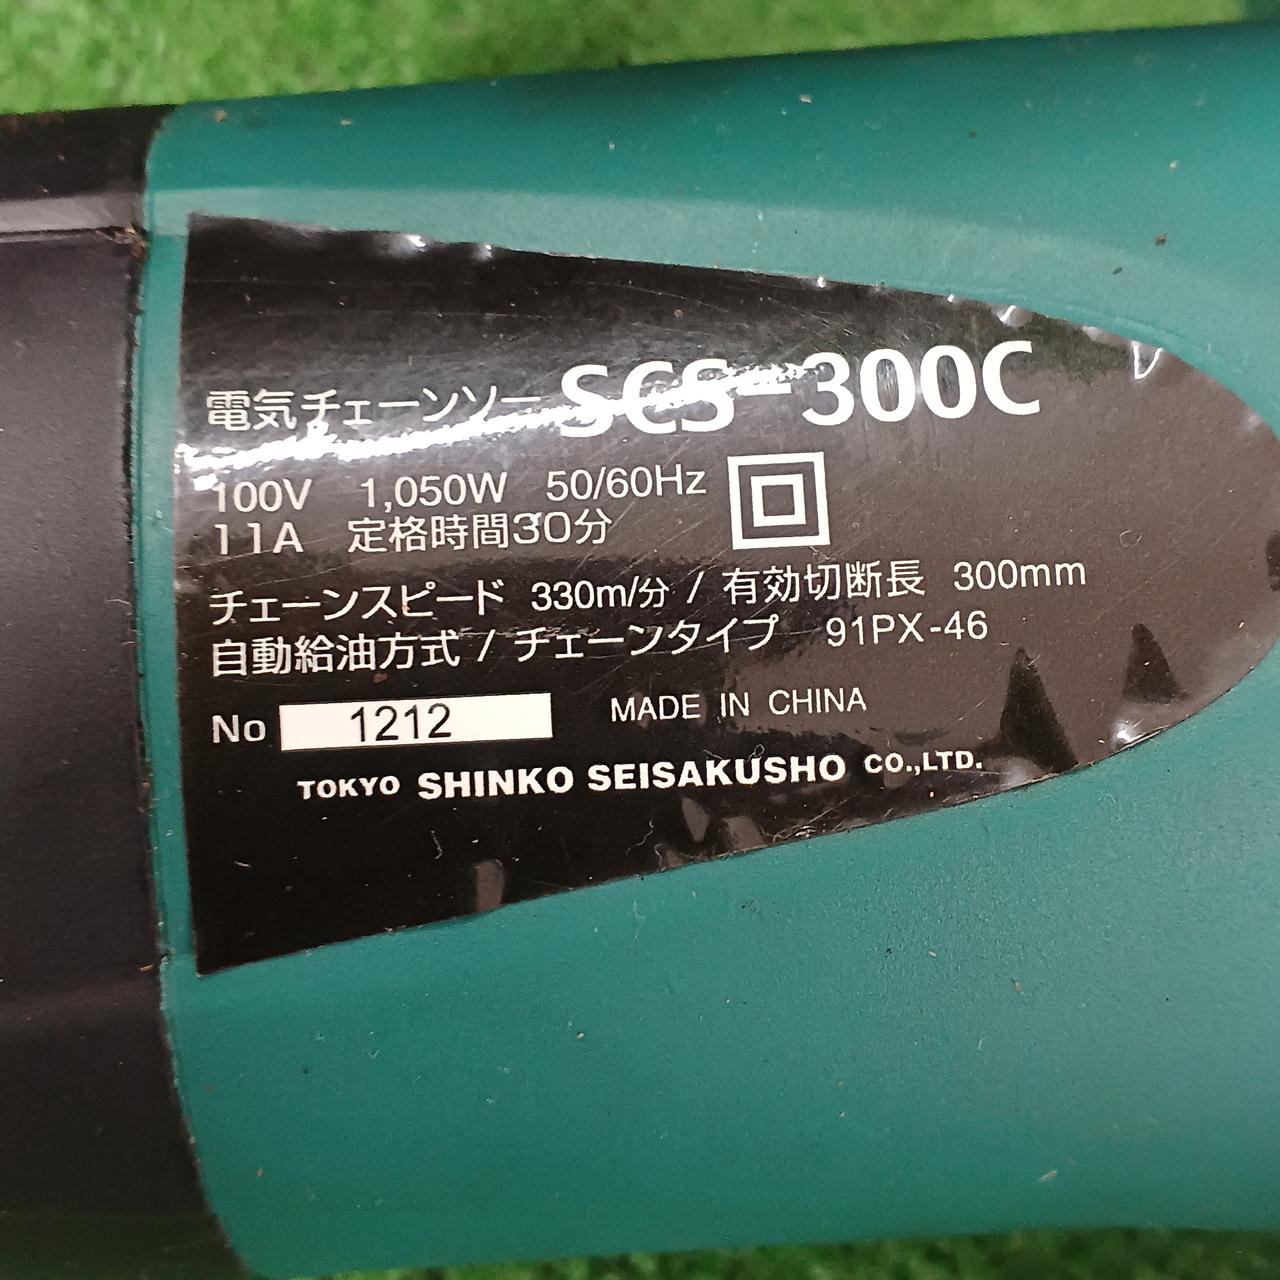 電気チェーンソー SCS-300C
100V 1,050W 50/60Hz
11A 定格時間30分
チェーンスピード 330m/分 / 有効切断長 300mm
自動給油方式 / チェーンタイプ 91PX-46
No 1212 MADE IN CHINA
TOKYO SHINKO SEISAKUSHO CO.,LTD.